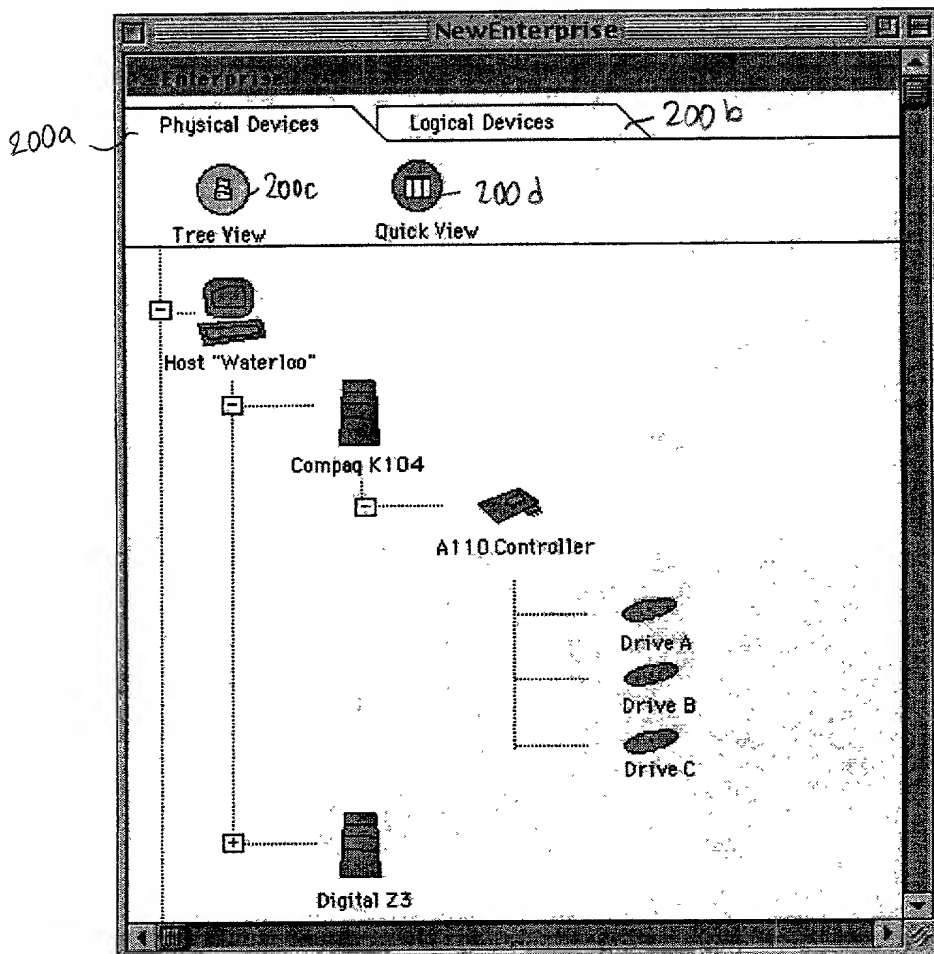 NewEnterprise
Enterprise
200a
Physical Devices
Logical Devices
200b
200c
200d
Tree View
Quick View
Host "Waterloo"
Compaq K104
A110 Controller
Drive A
Drive B
Drive C
Digital Z3